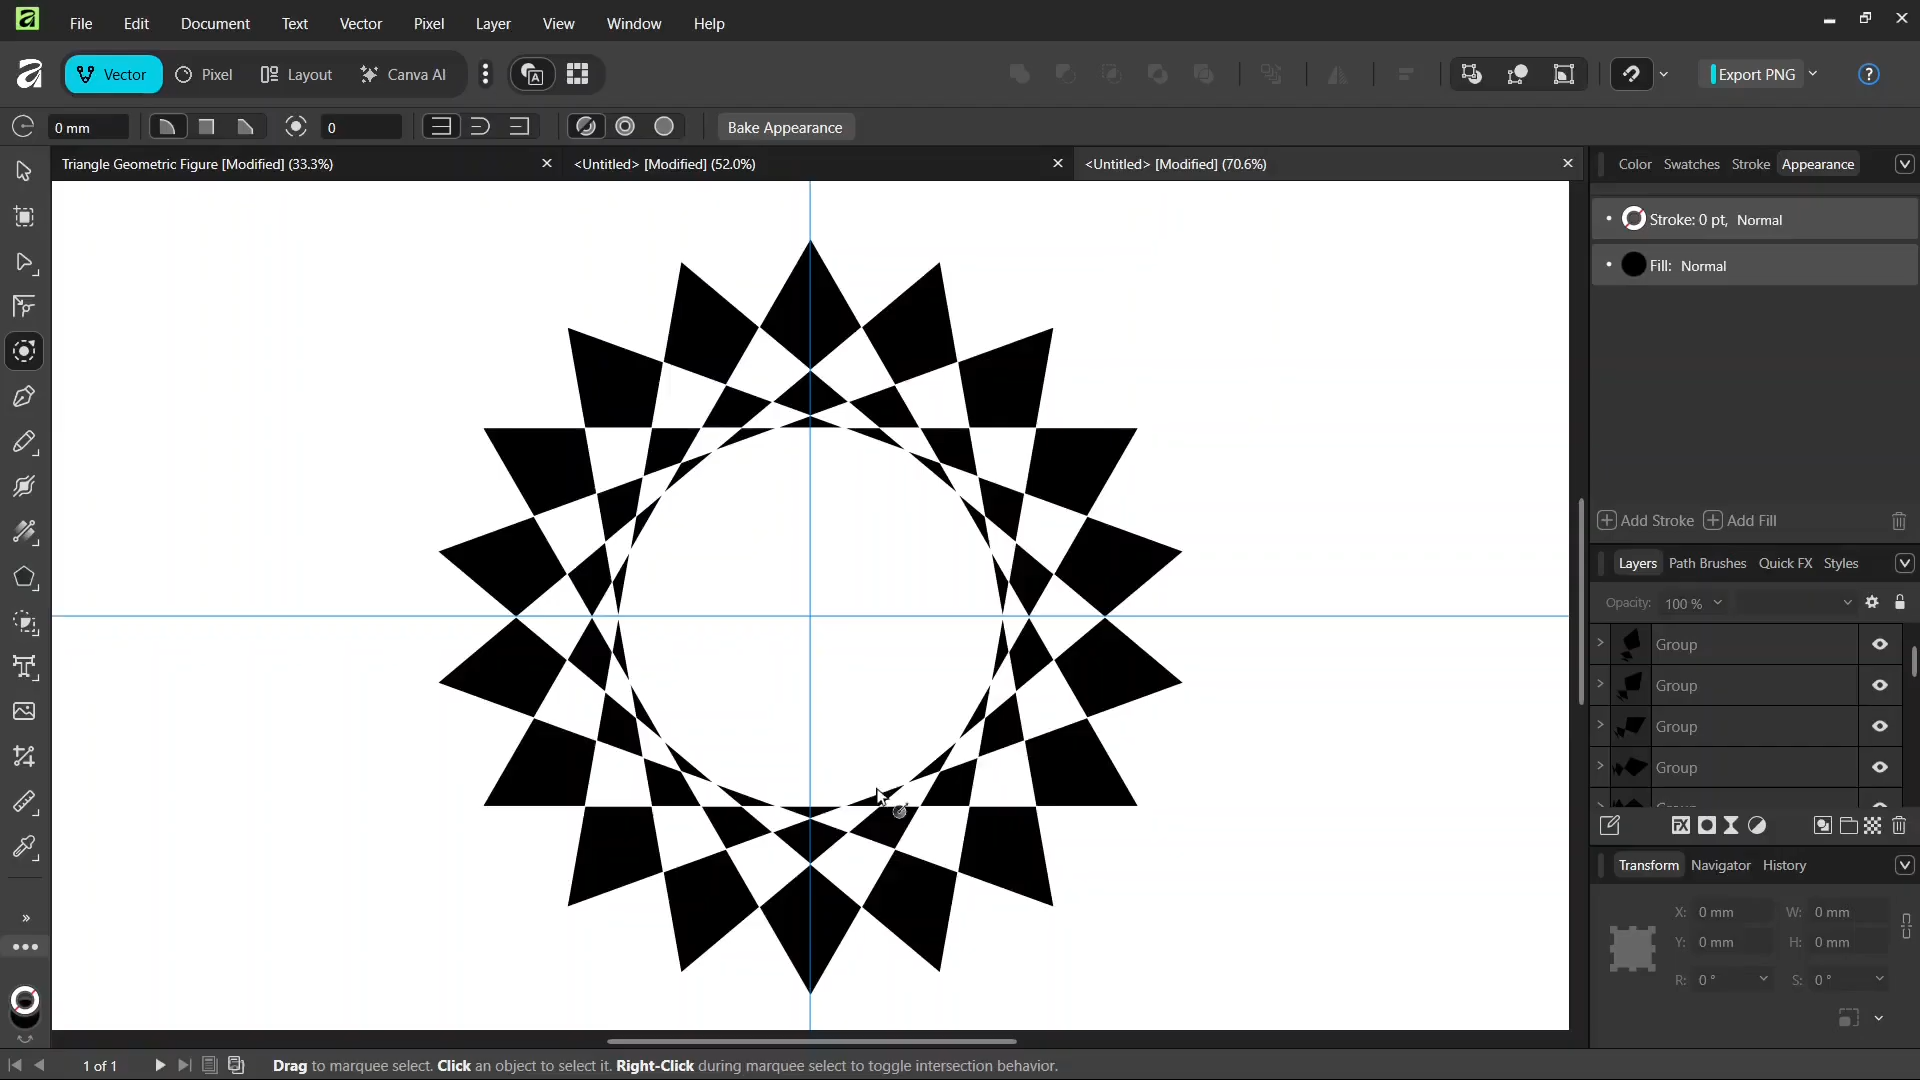 File Edit Document Text Vector Pixel Layer View Window Help
Vector Pixel Layout Canva AI Export PNG
0 mm 0 Bake Appearance
Triangle Geometric Figure [Modified] (33.3%) <Untitled> [Modified] (52.0%) <Untitled> [Modified] (70.6%)
Color Swatches Stroke Appearance
Stroke: 0 pt, Normal
Fill: Normal
Add Stroke Add Fill
Layers Path Brushes Quick FX Styles
Opacity: 100 %
Group
Group
Group
Group
Transform Navigator History
X: 0 mm W: 0 mm
Y: 0 mm H: 0 mm
R: 0 ° S: 0 °
1 of 1 Drag to marquee select. Click an object to select it. Right-Click during marquee select to toggle intersection behavior.